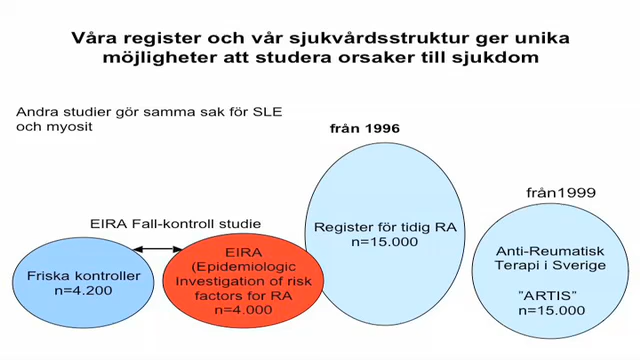 Våra register och vår sjukvårdsstruktur ger unika
möjligheter att studera orsaker till sjukdom
Andra studier gör samma sak för SLE
och myosit
från 1996
från1999
EIRA Fall-kontroll studie
Friska kontroller
n=4.200
EIRA
(Epidemiologic
Investigation of risk
factors for RA
n=4.000
Register för tidig RA
n=15.000
Anti-Reumatisk
Terapi i Sverige
"ARTIS"
n=15.000